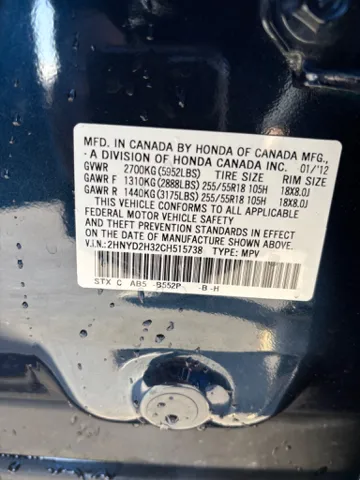 MFD. IN CANADA BY HONDA OF CANADA MFG.,
- A DIVISION OF HONDA CANADA INC. 01/'12
GVWR 2700KG(5952LBS) TIRE SIZE RIM SIZE
GAWR F 1310KG(2888LBS) 255/55R18 105H 18X8.0J
GAWR R 1440KG(3175LBS) 255/55R18 105H 18X8.0J
THIS VEHICLE CONFORMS TO ALL APPLICABLE
FEDERAL MOTOR VEHICLE SAFETY
AND THEFT PREVENTION STANDARDS IN EFFECT ON
THE DATE OF MANUFACTURE SHOWN ABOVE.
V.I.N.: 2HNYD2H32CH515738 TYPE: MPV
STX C AB5 -B552P -B-H